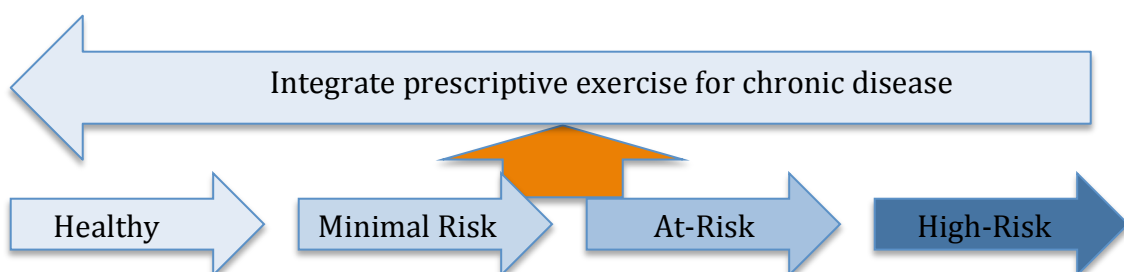 Integrate prescriptive exercise for chronic disease
Healthy
Minimal Risk
At-Risk
High-Risk